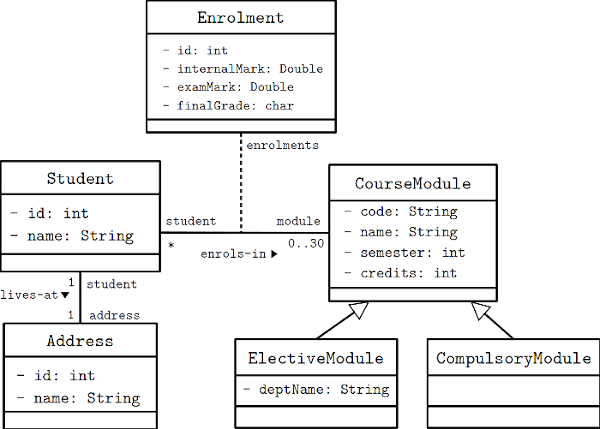 Enrolment
- id: int
- internalMark: Double
- examMark: Double
- finalGrade: char
enrolments
Student
- id: int
- name: String
student
module
*
enrols-in
0..30
CourseModule
- code: String
- name: String
- semester: int
- credits: int
1
student
lives-at
1
address
Address
- id: int
- name: String
ElectiveModule
- deptName: String
CompulsoryModule